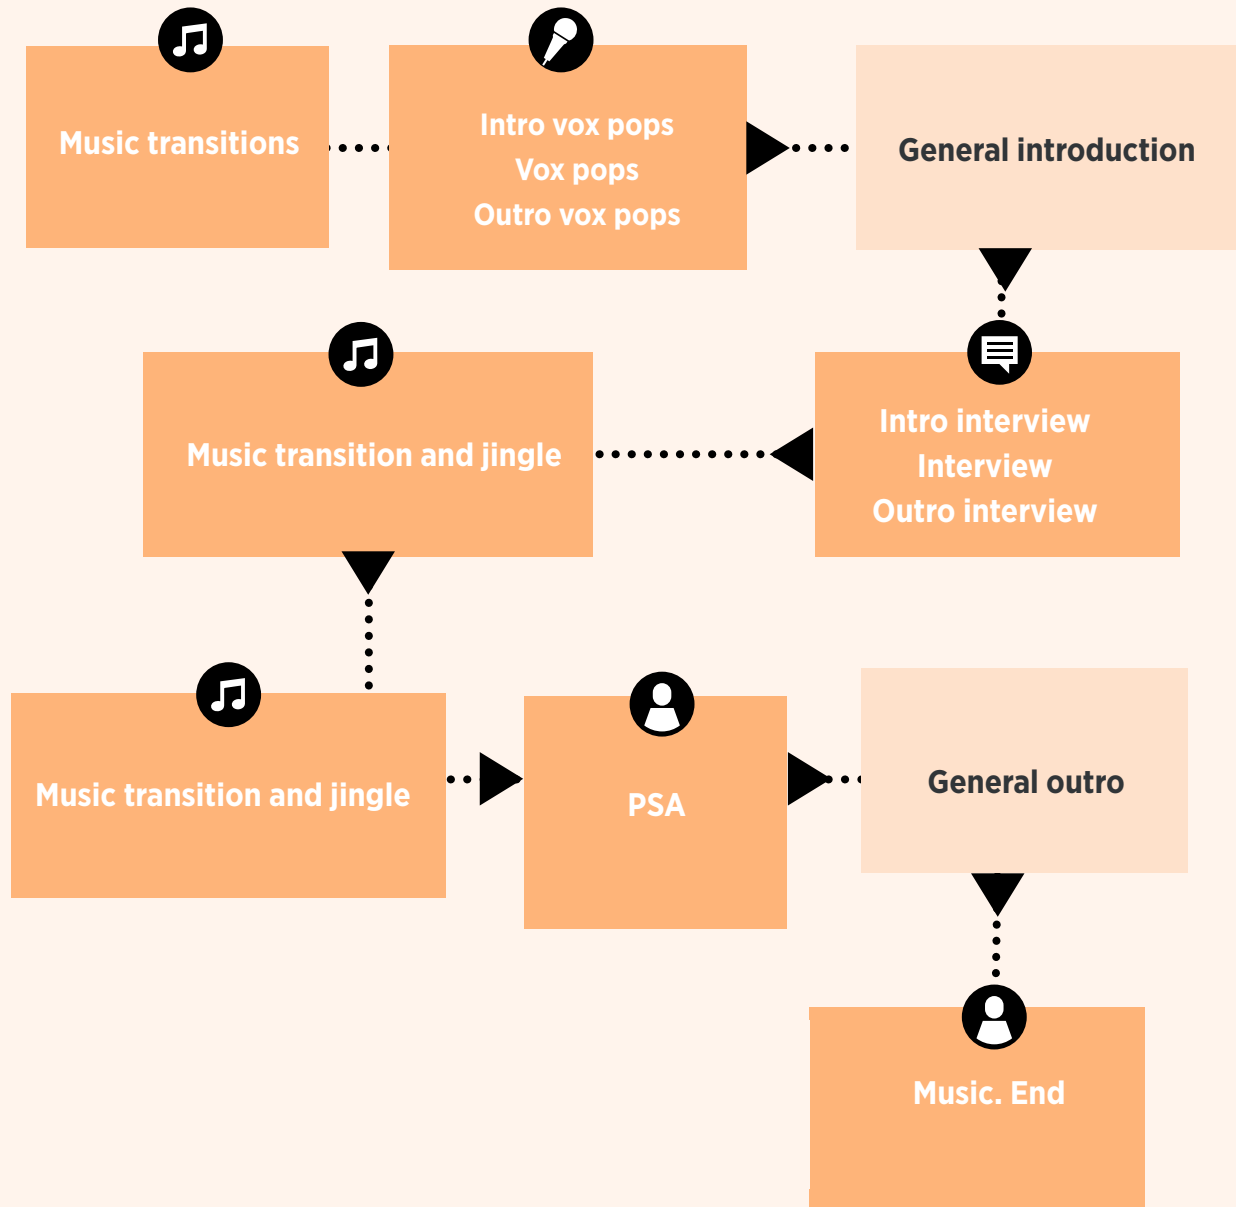 Music transitions
Intro vox pops
Vox pops
Outro vox pops
General introduction
Intro interview
Interview
Outro interview
Music transition and jingle
Music transition and jingle
PSA
General outro
Music. End